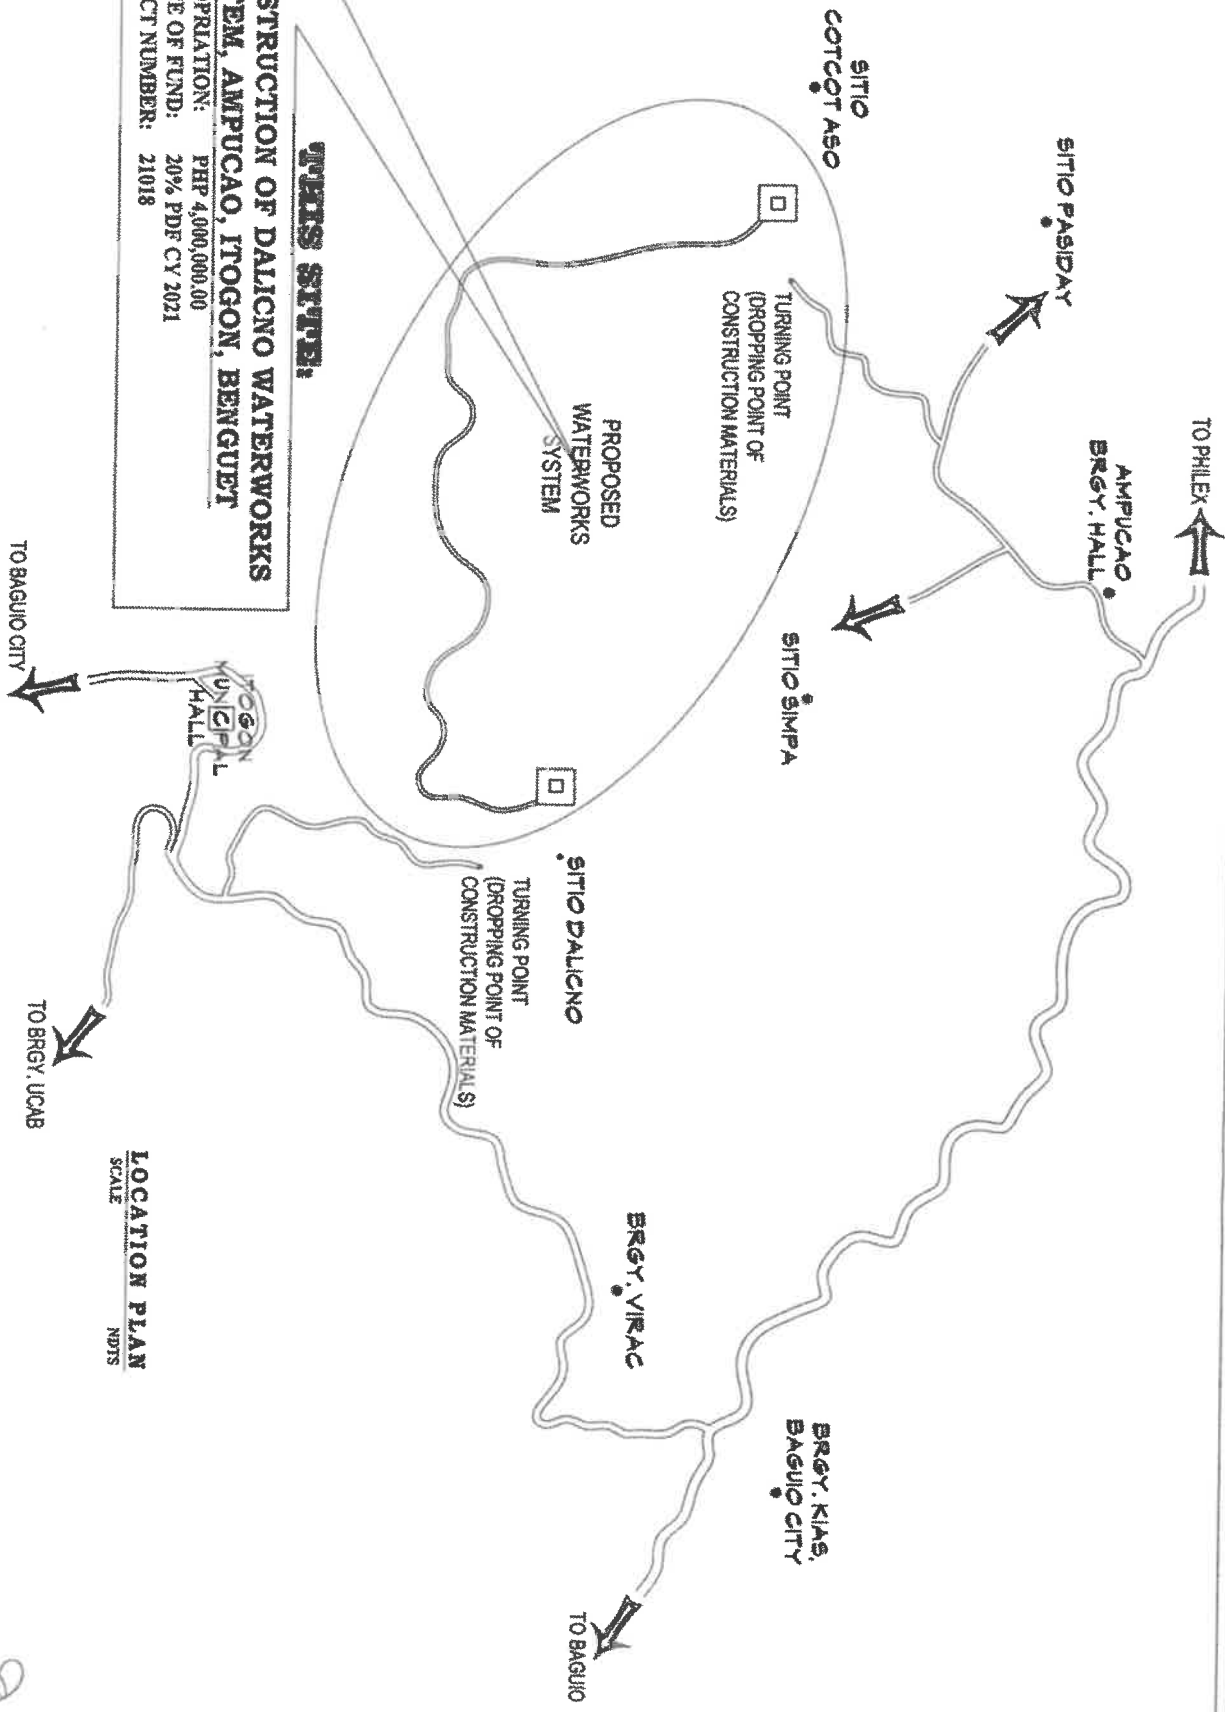 TO PHILEX
AMPUCAO
BRGY. HALL
SITIO PASIDAY
SITIO
COTCOT ASO
SITIO SIMPA
BRGY. KIAS,
BAGUIO CITY
TURNING POINT
(DROPPING POINT OF
CONSTRUCTION MATERIALS)
PROPOSED
WATERWORKS
SYSTEM
BRGY. VIRAC
TO BAGUIO
SITIO DALICNO
TURNING POINT
(DROPPING POINT OF
CONSTRUCTION MATERIALS)
THIS SITE:
STRUCTION OF DALICNO WATERWORKS
TEM, AMPUCAO, ITOGON, BENGUET
PRIATION: PHP 4,000,000.00
E OF FUND: 20% PDF CY 2021
CT NUMBER: 21018
ITOGON
MUNICIPAL
HALL
TO BAGUIO CITY
TO BRGY. UCAB
LOCATION PLAN
SCALE NDTS